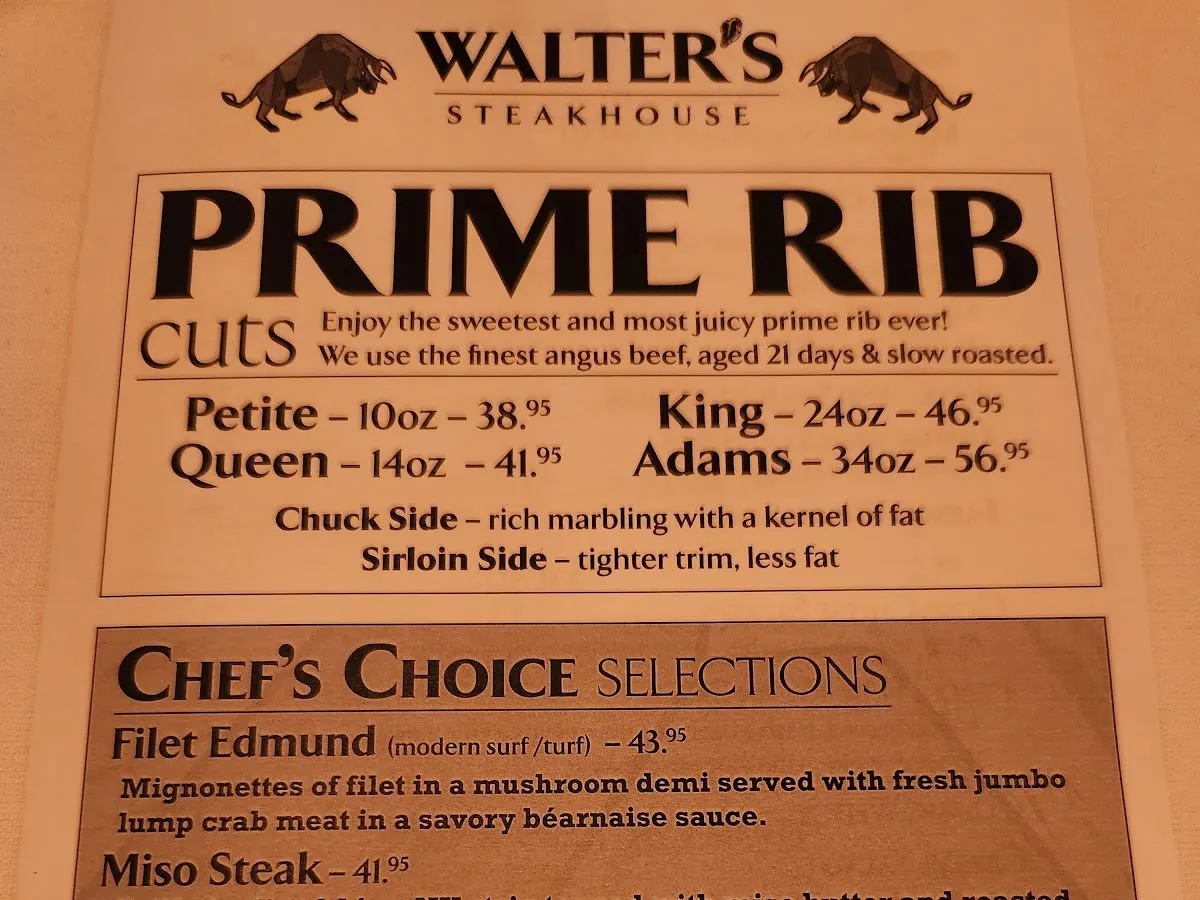 WALTER'S
STEAKHOUSE
PRIME RIB
cuts
Enjoy the sweetest and most juicy prime rib ever!
We use the finest angus beef, aged 21 days & slow roasted.
Petite – 10oz – 38.95
King – 24oz – 46.95
Queen – 14oz – 41.95
Adams – 34oz – 56.95
Chuck Side – rich marbling with a kernel of fat
Sirloin Side – tighter trim, less fat
CHEF'S CHOICE SELECTIONS
Filet Edmund (modern surf/turf) – 43.95
Mignonettes of filet in a mushroom demi served with fresh jumbo
lump crab meat in a savory béarnaise sauce.
Miso Steak – 41.95
butter and roasted